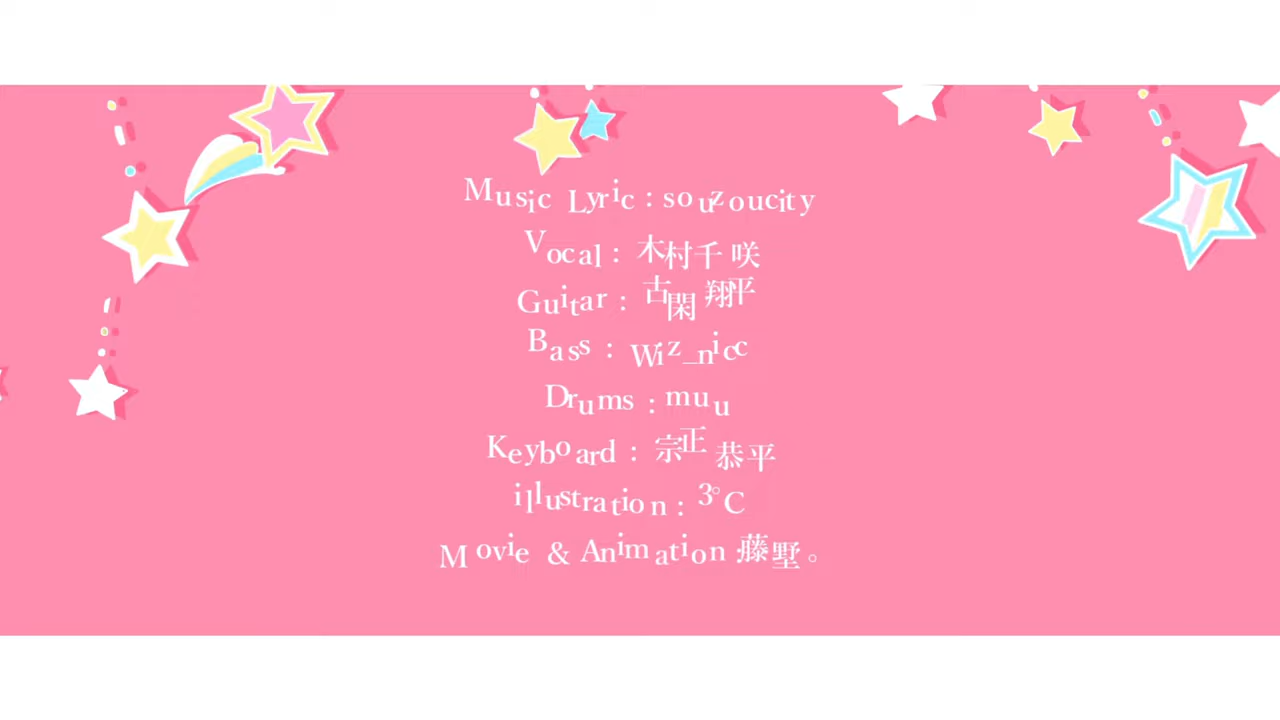 Music Lyric : souzoucity
Vocal : 木村千咲
Guitar : 古閑翔平
Bass : Wiz_nicc
Drums : muu
Keyboard : 宗正恭平
illustration : 3°C
Movie & Animation : 藤墅。